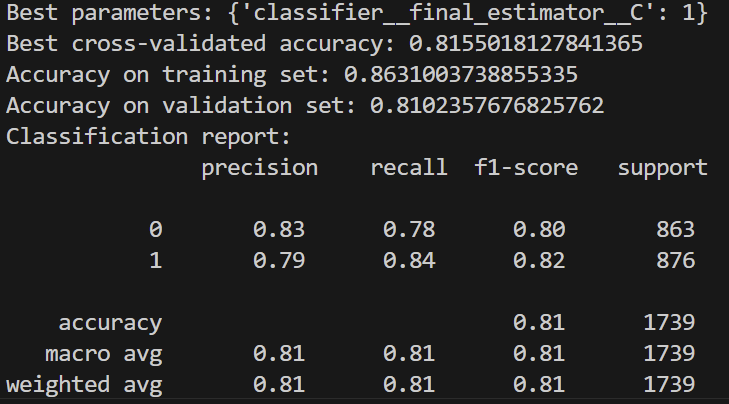 Best parameters: {'classifier__final_estimator__C': 1}
Best cross-validated accuracy: 0.8155018127841365
Accuracy on training set: 0.8631003738855335
Accuracy on validation set: 0.8102357676825762
Classification report:
              precision    recall  f1-score   support

           0       0.83      0.78      0.80       863
           1       0.79      0.84      0.82       876

    accuracy                           0.81      1739
   macro avg       0.81      0.81      0.81      1739
weighted avg       0.81      0.81      0.81      1739